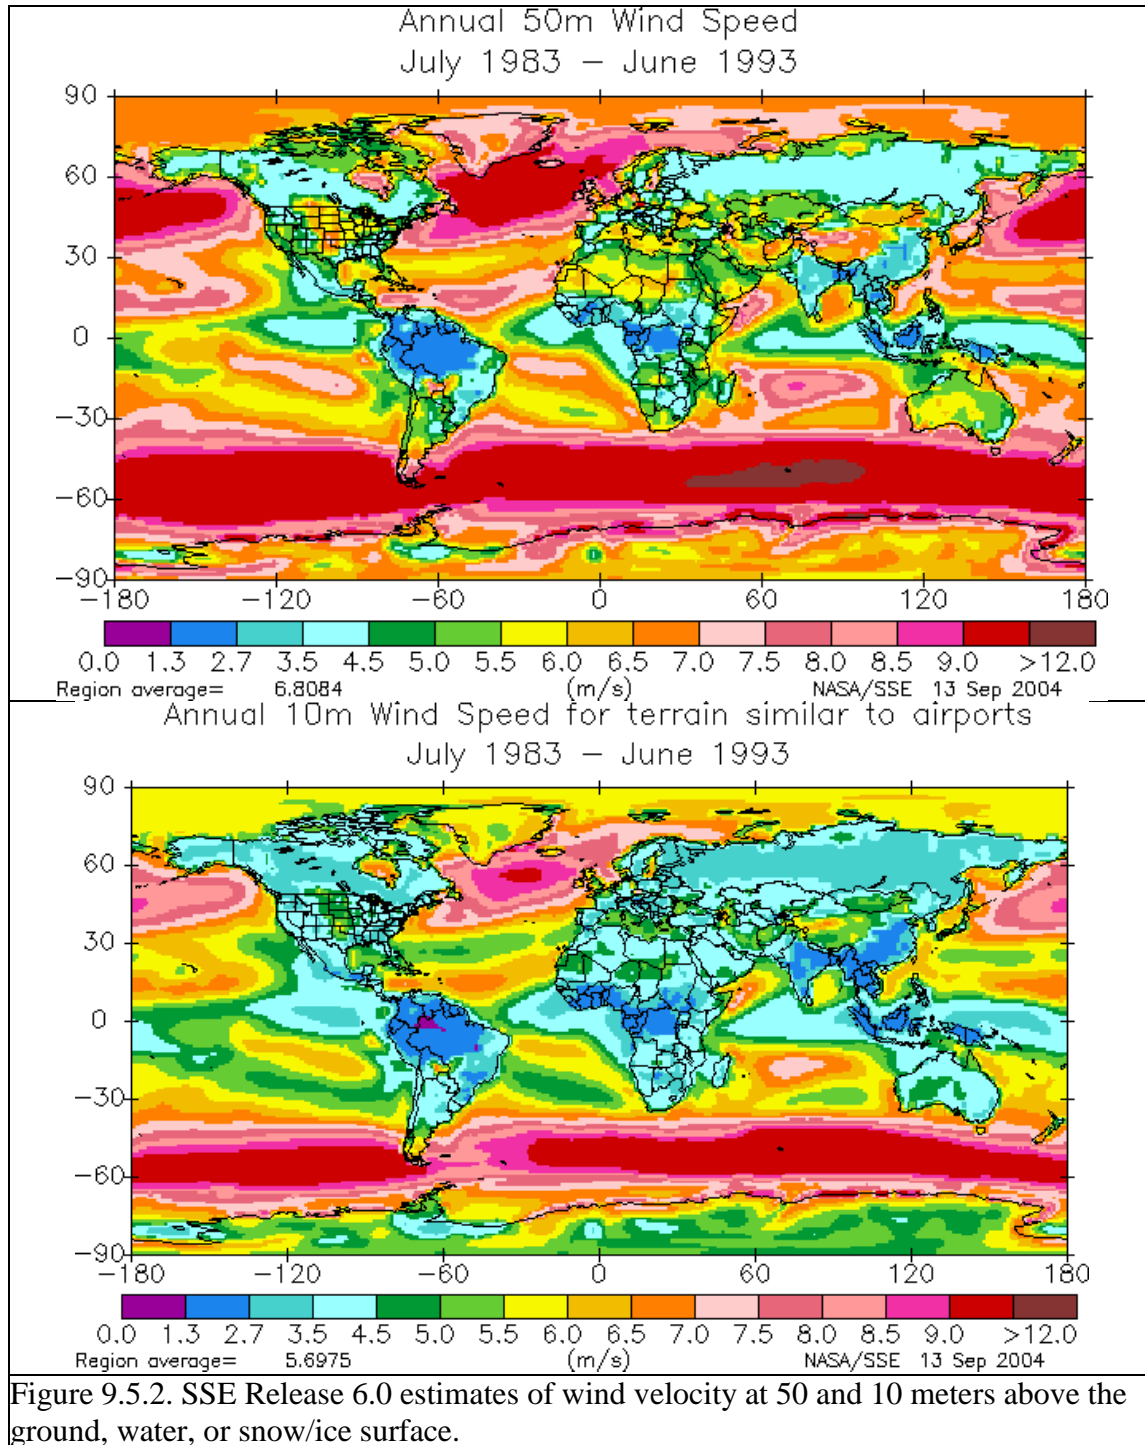 Annual 50m Wind Speed
July 1983 – June 1993
90
60
30
0
−30
−60
−90
−180 −120 −60 0 60 120 180
0.0 1.3 2.7 3.5 4.5 5.0 5.5 6.0 6.5 7.0 7.5 8.0 8.5 9.0 >12.0
Region average= 6.8084 (m/s) NASA/SSE 13 Sep 2004
Annual 10m Wind Speed for terrain similar to airports
July 1983 – June 1993
90
60
30
0
−30
−60
−90
−180 −120 −60 0 60 120 180
0.0 1.3 2.7 3.5 4.5 5.0 5.5 6.0 6.5 7.0 7.5 8.0 8.5 9.0 >12.0
Region average= 5.6975 (m/s) NASA/SSE 13 Sep 2004
Figure 9.5.2. SSE Release 6.0 estimates of wind velocity at 50 and 10 meters above the
ground, water, or snow/ice surface.